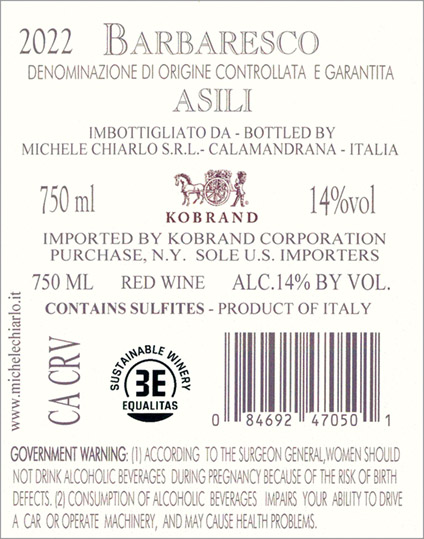 2022 BARBARESCO
DENOMINAZIONE DI ORIGINE CONTROLLATA E GARANTITA
ASILI
IMBOTTIGLIATO DA - BOTTLED BY
MICHELE CHIARLO S.R.L.- CALAMANDRANA - ITALIA
750 ml
KOBRAND
14%vol
IMPORTED BY KOBRAND CORPORATION
PURCHASE, N.Y. SOLE U.S. IMPORTERS
750 ML RED WINE ALC.14% BY VOL.
CONTAINS SULFITES - PRODUCT OF ITALY
www.michelechiarlo.it
CA CRV
SUSTAINABLE WINERY
3E
EQUALITAS
0 84692 47050 1
GOVERNMENT WARNING: (1) ACCORDING TO THE SURGEON GENERAL,WOMEN SHOULD
NOT DRINK ALCOHOLIC BEVERAGES DURING PREGNANCY BECAUSE OF THE RISK OF BIRTH
DEFECTS. (2) CONSUMPTION OF ALCOHOLIC BEVERAGES IMPAIRS YOUR ABILITY TO DRIVE
A CAR OR OPERATE MACHINERY, AND MAY CAUSE HEALTH PROBLEMS.